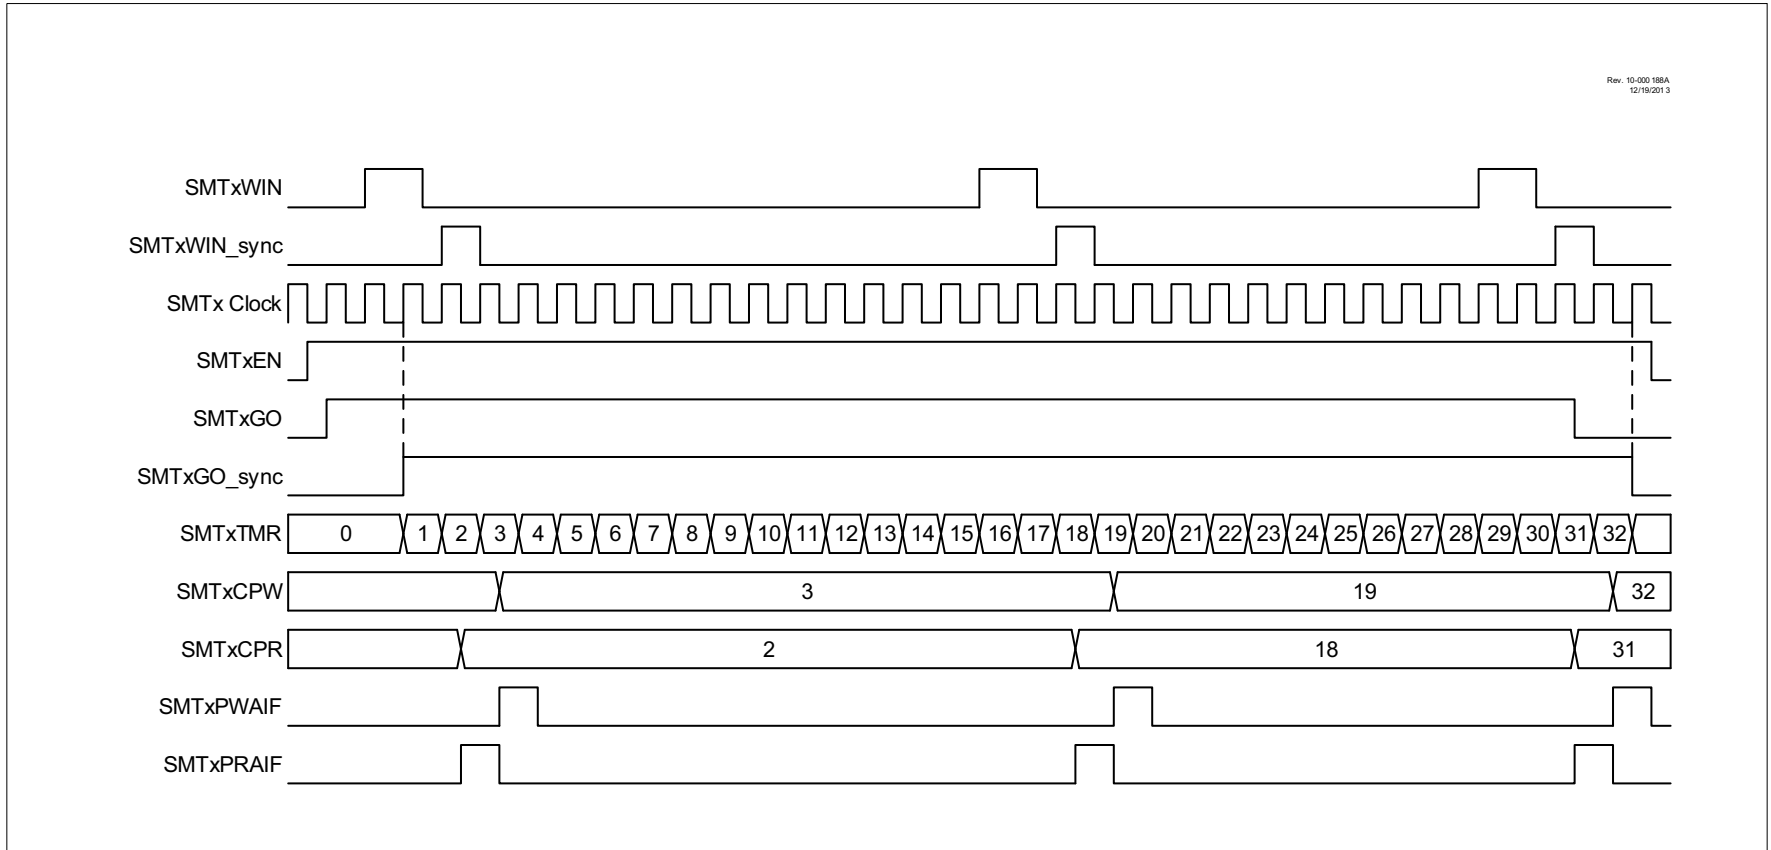 Rev. 10-000 188A
12/19/201 3
SMTxWIN
SMTxWIN_sync
SMTx Clock
SMTxEN
SMTxGO
SMTxGO_sync
SMTxTMR 0 1 2 3 4 5 6 7 8 9 10 11 12 13 14 15 16 17 18 19 20 21 22 23 24 25 26 27 28 29 30 31 32
SMTxCPW 3 19 32
SMTxCPR 2 18 31
SMTxPWAIF
SMTxPRAIF